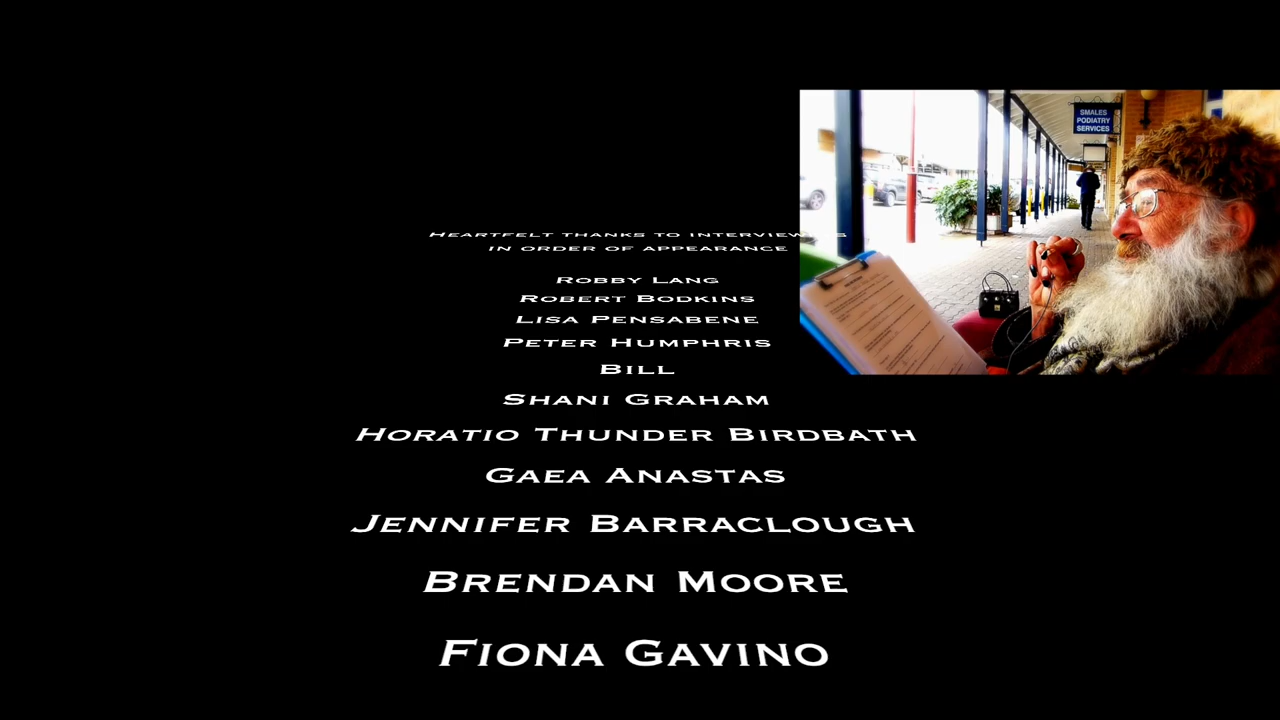 Heartfelt thanks to interviewees
in order of appearance
Robby Lang
Robert Bodkins
Lisa Pensabene
Peter Humphris
Bill
Shani Graham
Horatio Thunder Birdbath
Gaea Anastas
Jennifer Barraclough
Brendan Moore
Fiona Gavino
SMALES
PODIATRY
SERVICES